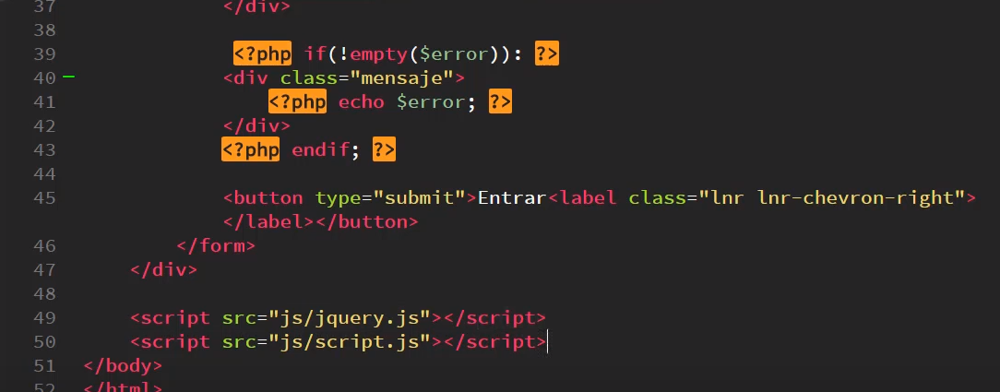 37 </div>
38
39 <?php if(!empty($error)): ?>
40 <div class="mensaje">
41 <?php echo $error; ?>
42 </div>
43 <?php endif; ?>
44
45 <button type="submit">Entrar<label class="lnr lnr-chevron-right">
</label></button>
46 </form>
47 </div>
48
49 <script src="js/jquery.js"></script>
50 <script src="js/script.js"></script>
51 </body>
52 </html>